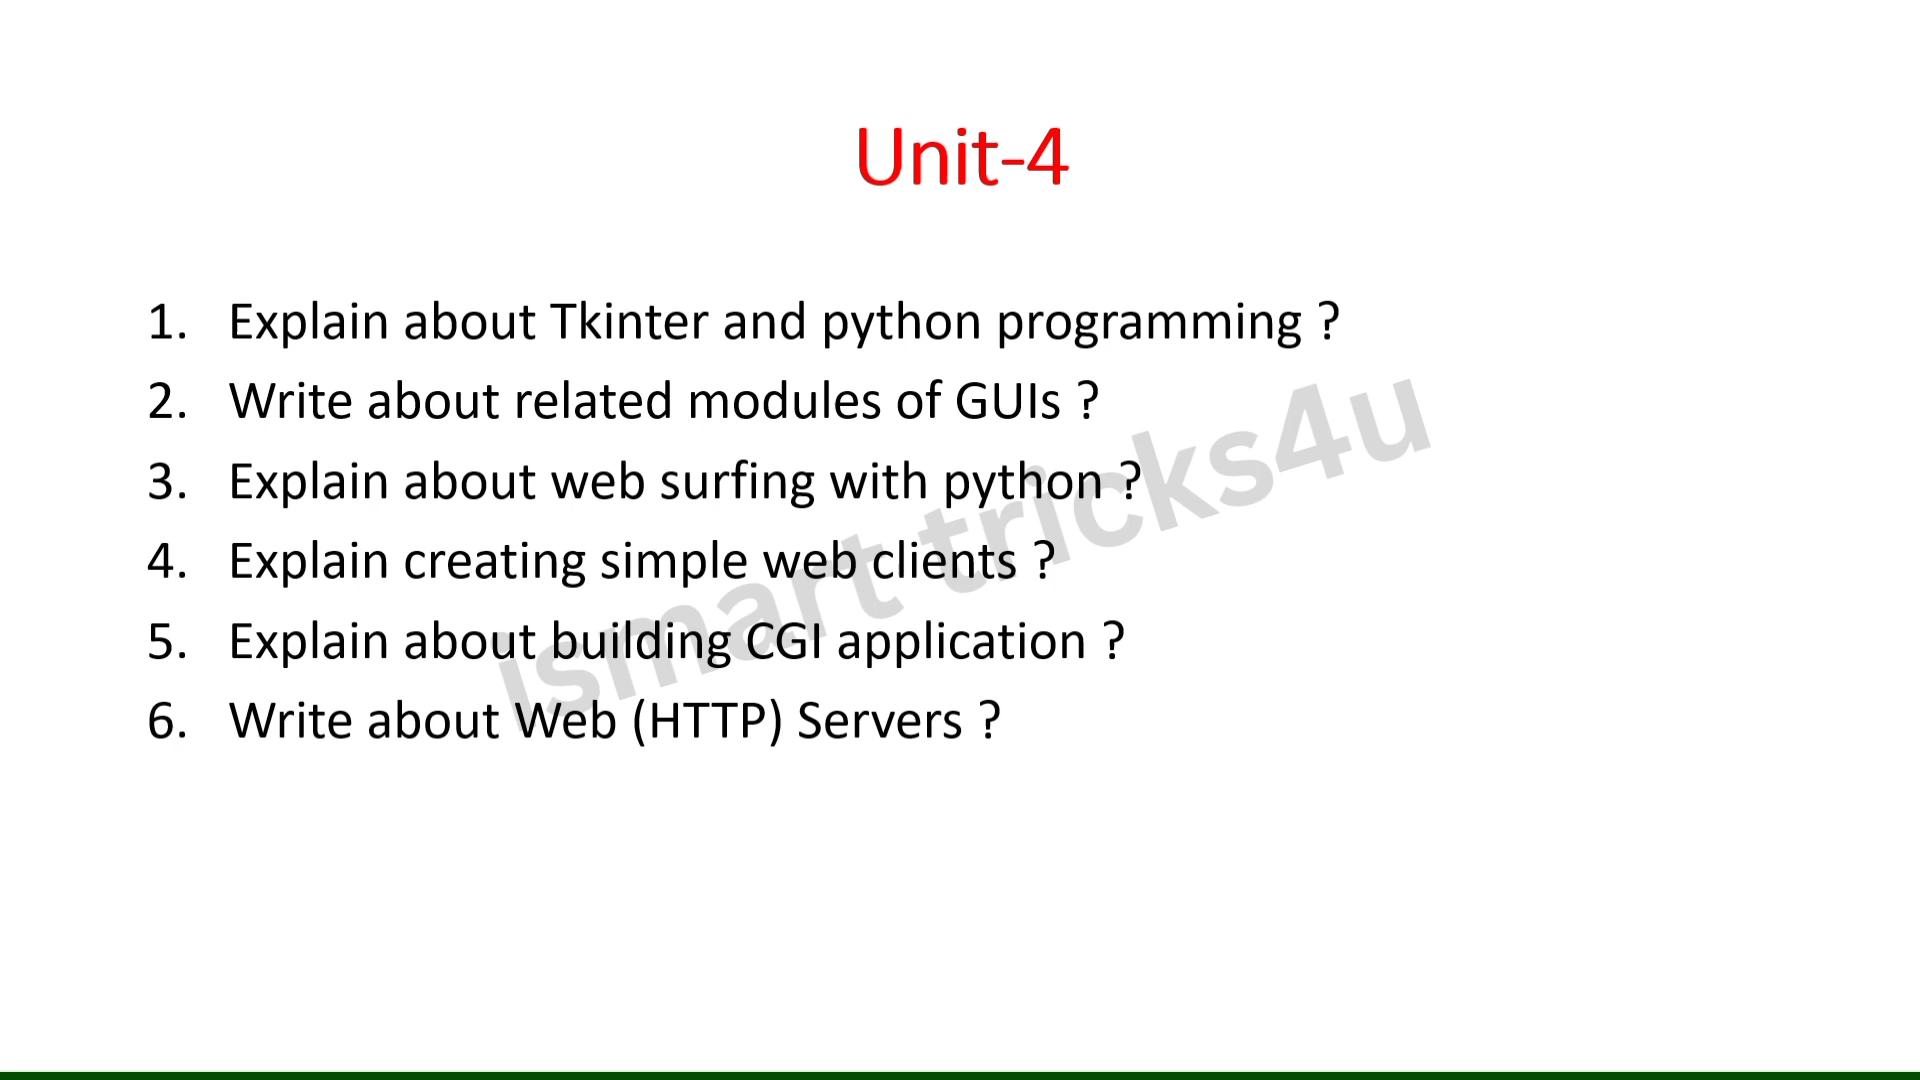 Unit-4
1. Explain about Tkinter and python programming ?
2. Write about related modules of GUIs ?
3. Explain about web surfing with python ?
4. Explain creating simple web clients ?
5. Explain about building CGI application ?
6. Write about Web (HTTP) Servers ?
ismart tricks4u